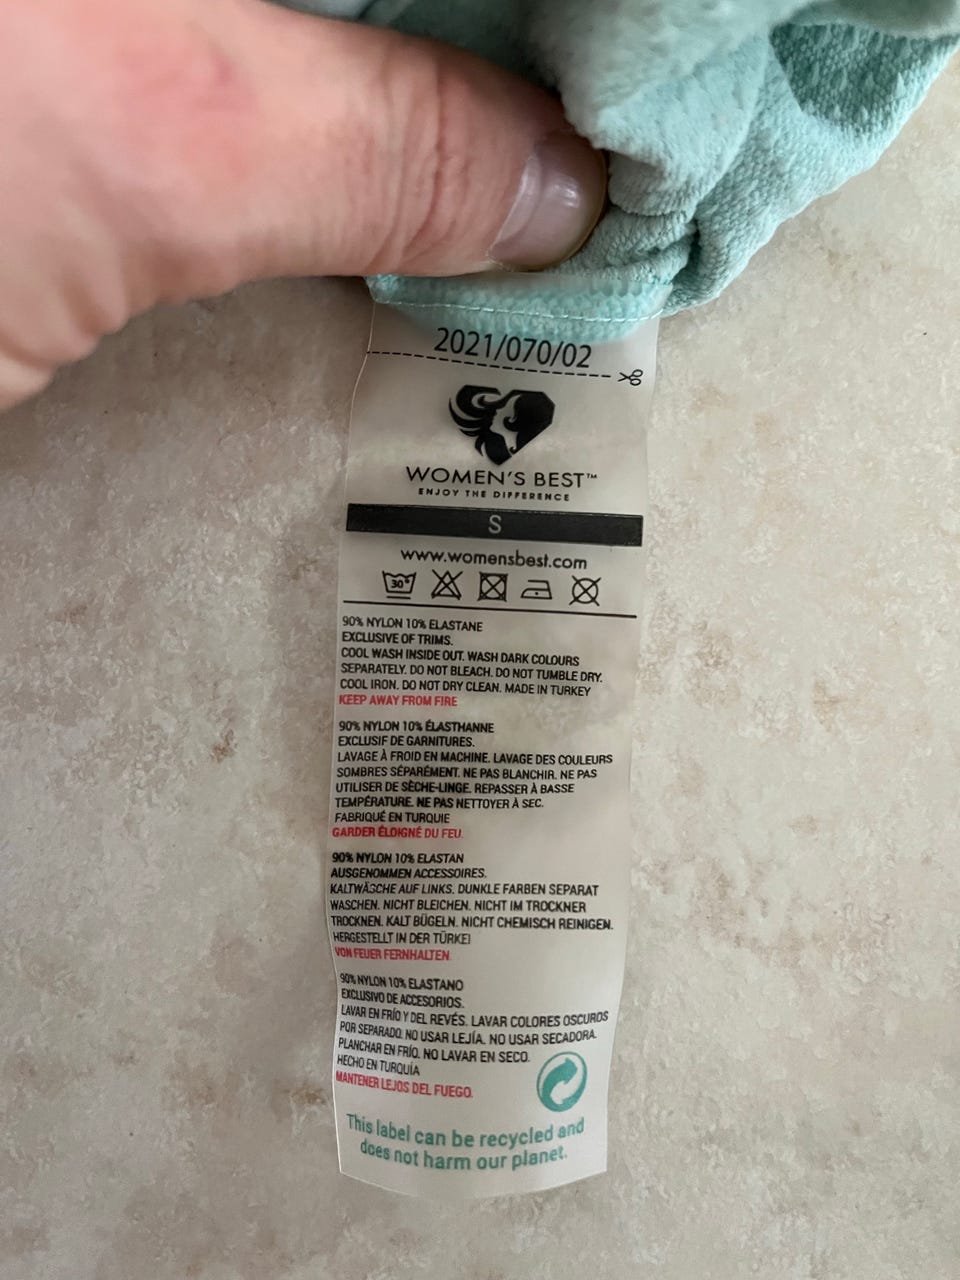 2021/070/02
WOMEN'S BEST™
ENJOY THE DIFFERENCE
S
www.womensbest.com
30°
90% NYLON 10% ELASTANE
EXCLUSIVE OF TRIMS.
COOL WASH INSIDE OUT. WASH DARK COLOURS
SEPARATELY. DO NOT BLEACH. DO NOT TUMBLE DRY.
COOL IRON. DO NOT DRY CLEAN. MADE IN TURKEY
KEEP AWAY FROM FIRE
90% NYLON 10% ÉLASTHANNE
EXCLUSIF DE GARNITURES.
LAVAGE À FROID EN MACHINE. LAVAGE DES COULEURS
SOMBRES SÉPARÉMENT. NE PAS BLANCHIR. NE PAS
UTILISER DE SÈCHE-LINGE. REPASSER À BASSE
TEMPÉRATURE. NE PAS NETTOYER À SEC.
FABRIQUÉ EN TURQUIE
GARDER ÉLOIGNÉ DU FEU.
90% NYLON 10% ELASTAN
AUSGENOMMEN ACCESSOIRES.
KALTWÄSCHE AUF LINKS. DUNKLE FARBEN SEPARAT
WASCHEN. NICHT BLEICHEN. NICHT IM TROCKNER
TROCKNEN. KALT BÜGELN. NICHT CHEMISCH REINIGEN.
HERGESTELLT IN DER TÜRKEI
VON FEUER FERNHALTEN.
90% NYLON 10% ELASTANO
EXCLUSIVO DE ACCESORIOS.
LAVAR EN FRÍO Y DEL REVÉS. LAVAR COLORES OSCUROS
POR SEPARADO. NO USAR LEJÍA. NO USAR SECADORA.
PLANCHAR EN FRÍO. NO LAVAR EN SECO.
HECHO EN TURQUÍA
MANTENER LEJOS DEL FUEGO.
This label can be recycled and
does not harm our planet.